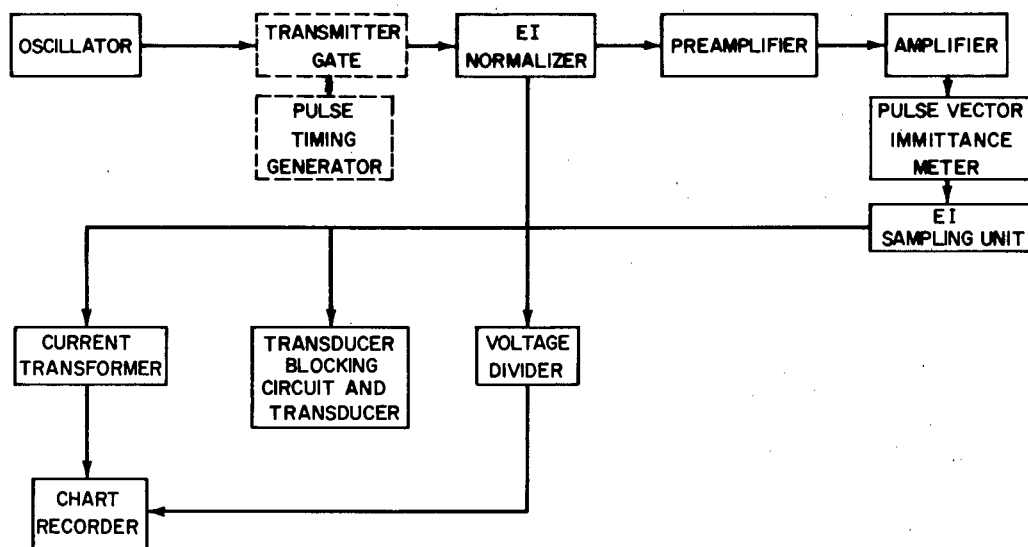 OSCILLATOR
TRANSMITTER
GATE
EI
NORMALIZER
PREAMPLIFIER
AMPLIFIER
PULSE
TIMING
GENERATOR
PULSE VECTOR
IMMITTANCE
METER
EI
SAMPLING UNIT
CURRENT
TRANSFORMER
TRANSDUCER
BLOCKING
CIRCUIT AND
TRANSDUCER
VOLTAGE
DIVIDER
CHART
RECORDER